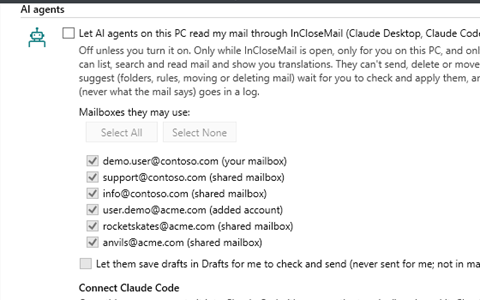 AI agents
Let AI agents on this PC read my mail through InCloseMail (Claude Desktop, Claude Code
Off unless you turn it on. Only while InCloseMail is open, only for you on this PC, and onl
can list, search and read mail and show you translations. They can't send, delete or move
suggest (folders, rules, moving or deleting mail) wait for you to check and apply them, an
(never what the mail says) goes in a log.
Mailboxes they may use:
Select All Select None
demo.user@contoso.com (your mailbox)
support@contoso.com (shared mailbox)
info@contoso.com (shared mailbox)
user.demo@acme.com (added account)
rocketskates@acme.com (shared mailbox)
anvils@acme.com (shared mailbox)
Let them save drafts in Drafts for me to check and send (never sent for me; not in ma
Connect Claude Code